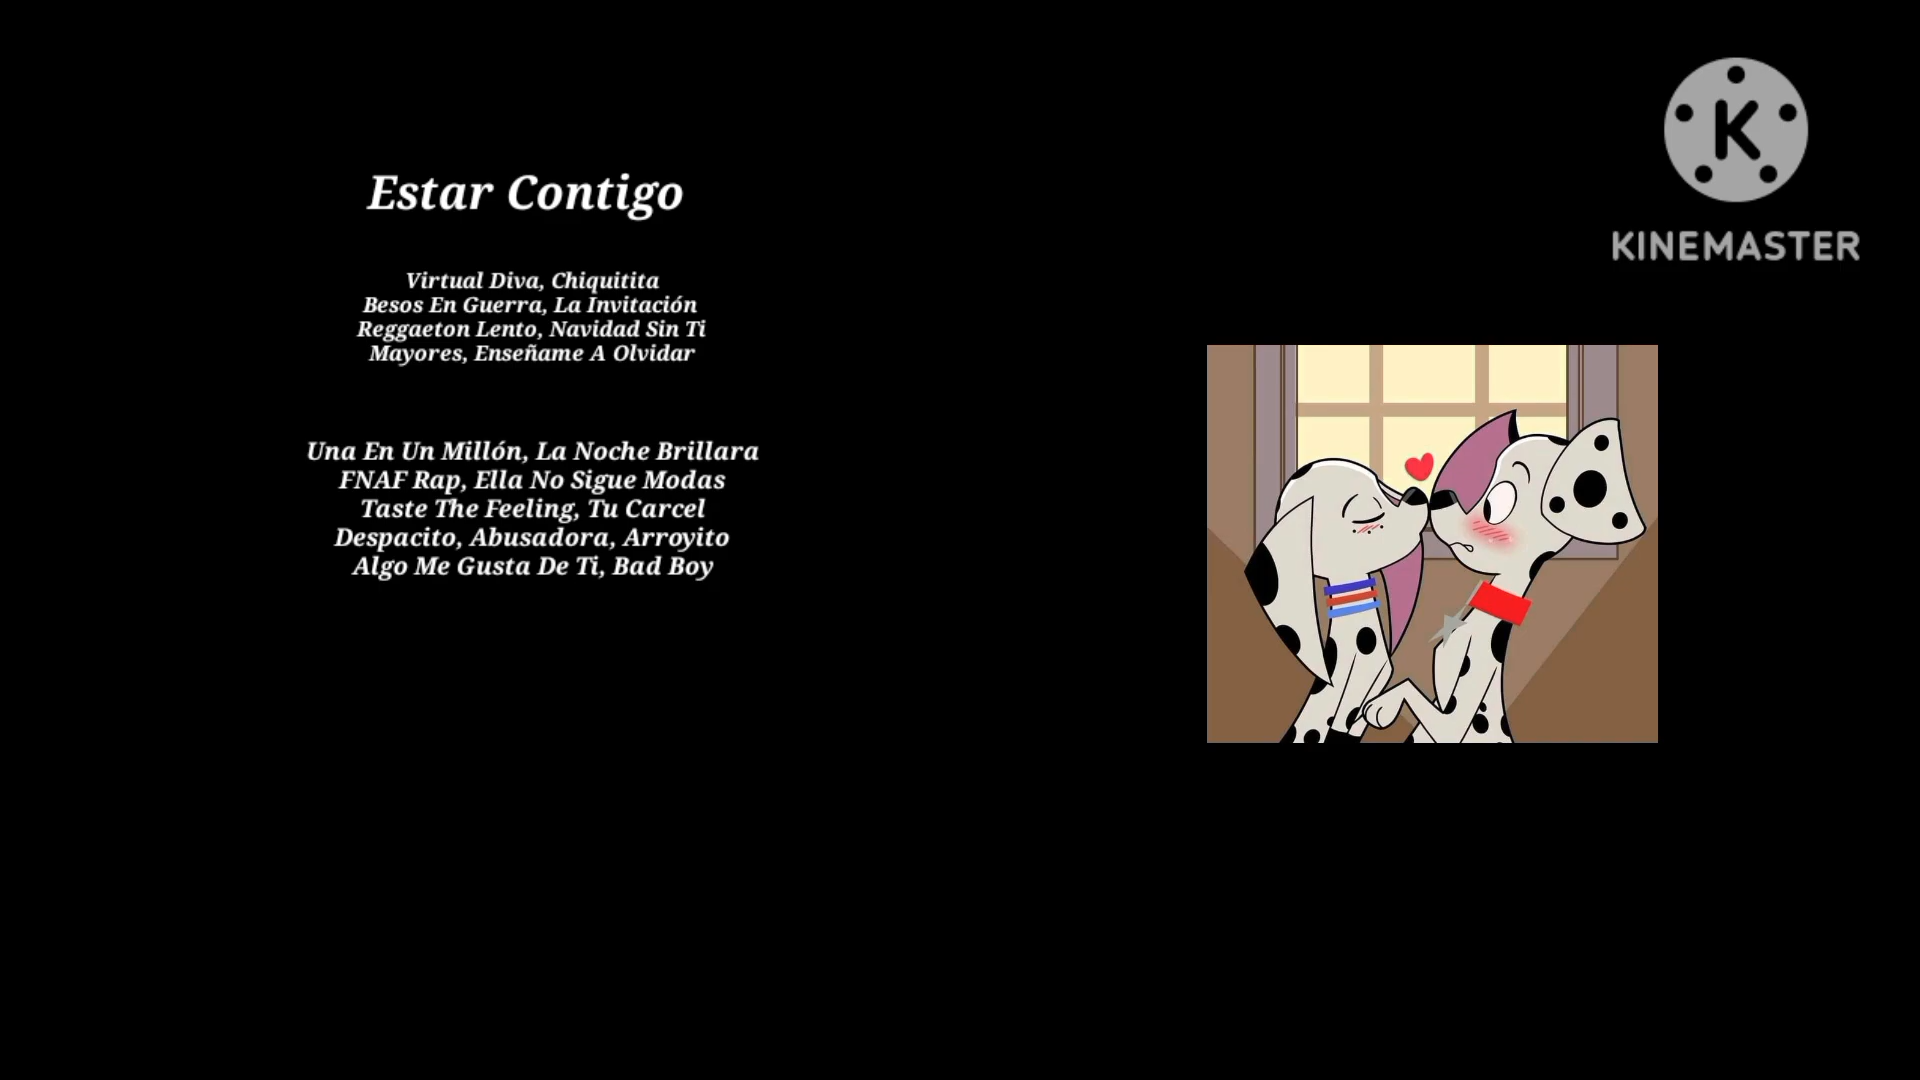 Estar Contigo
Virtual Diva, Chiquitita
Besos En Guerra, La Invitación
Reggaeton Lento, Navidad Sin Ti
Mayores, Enseñame A Olvidar
Una En Un Millón, La Noche Brillara
FNAF Rap, Ella No Sigue Modas
Taste The Feeling, Tu Carcel
Despacito, Abusadora, Arroyito
Algo Me Gusta De Ti, Bad Boy
K
KINEMASTER